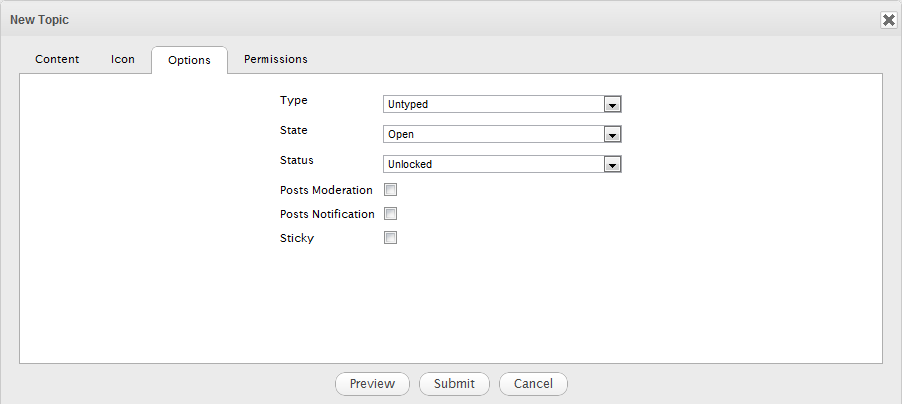 New Topic
Content Icon Options Permissions
Type Untyped
State Open
Status Unlocked
Posts Moderation
Posts Notification
Sticky
Preview Submit Cancel